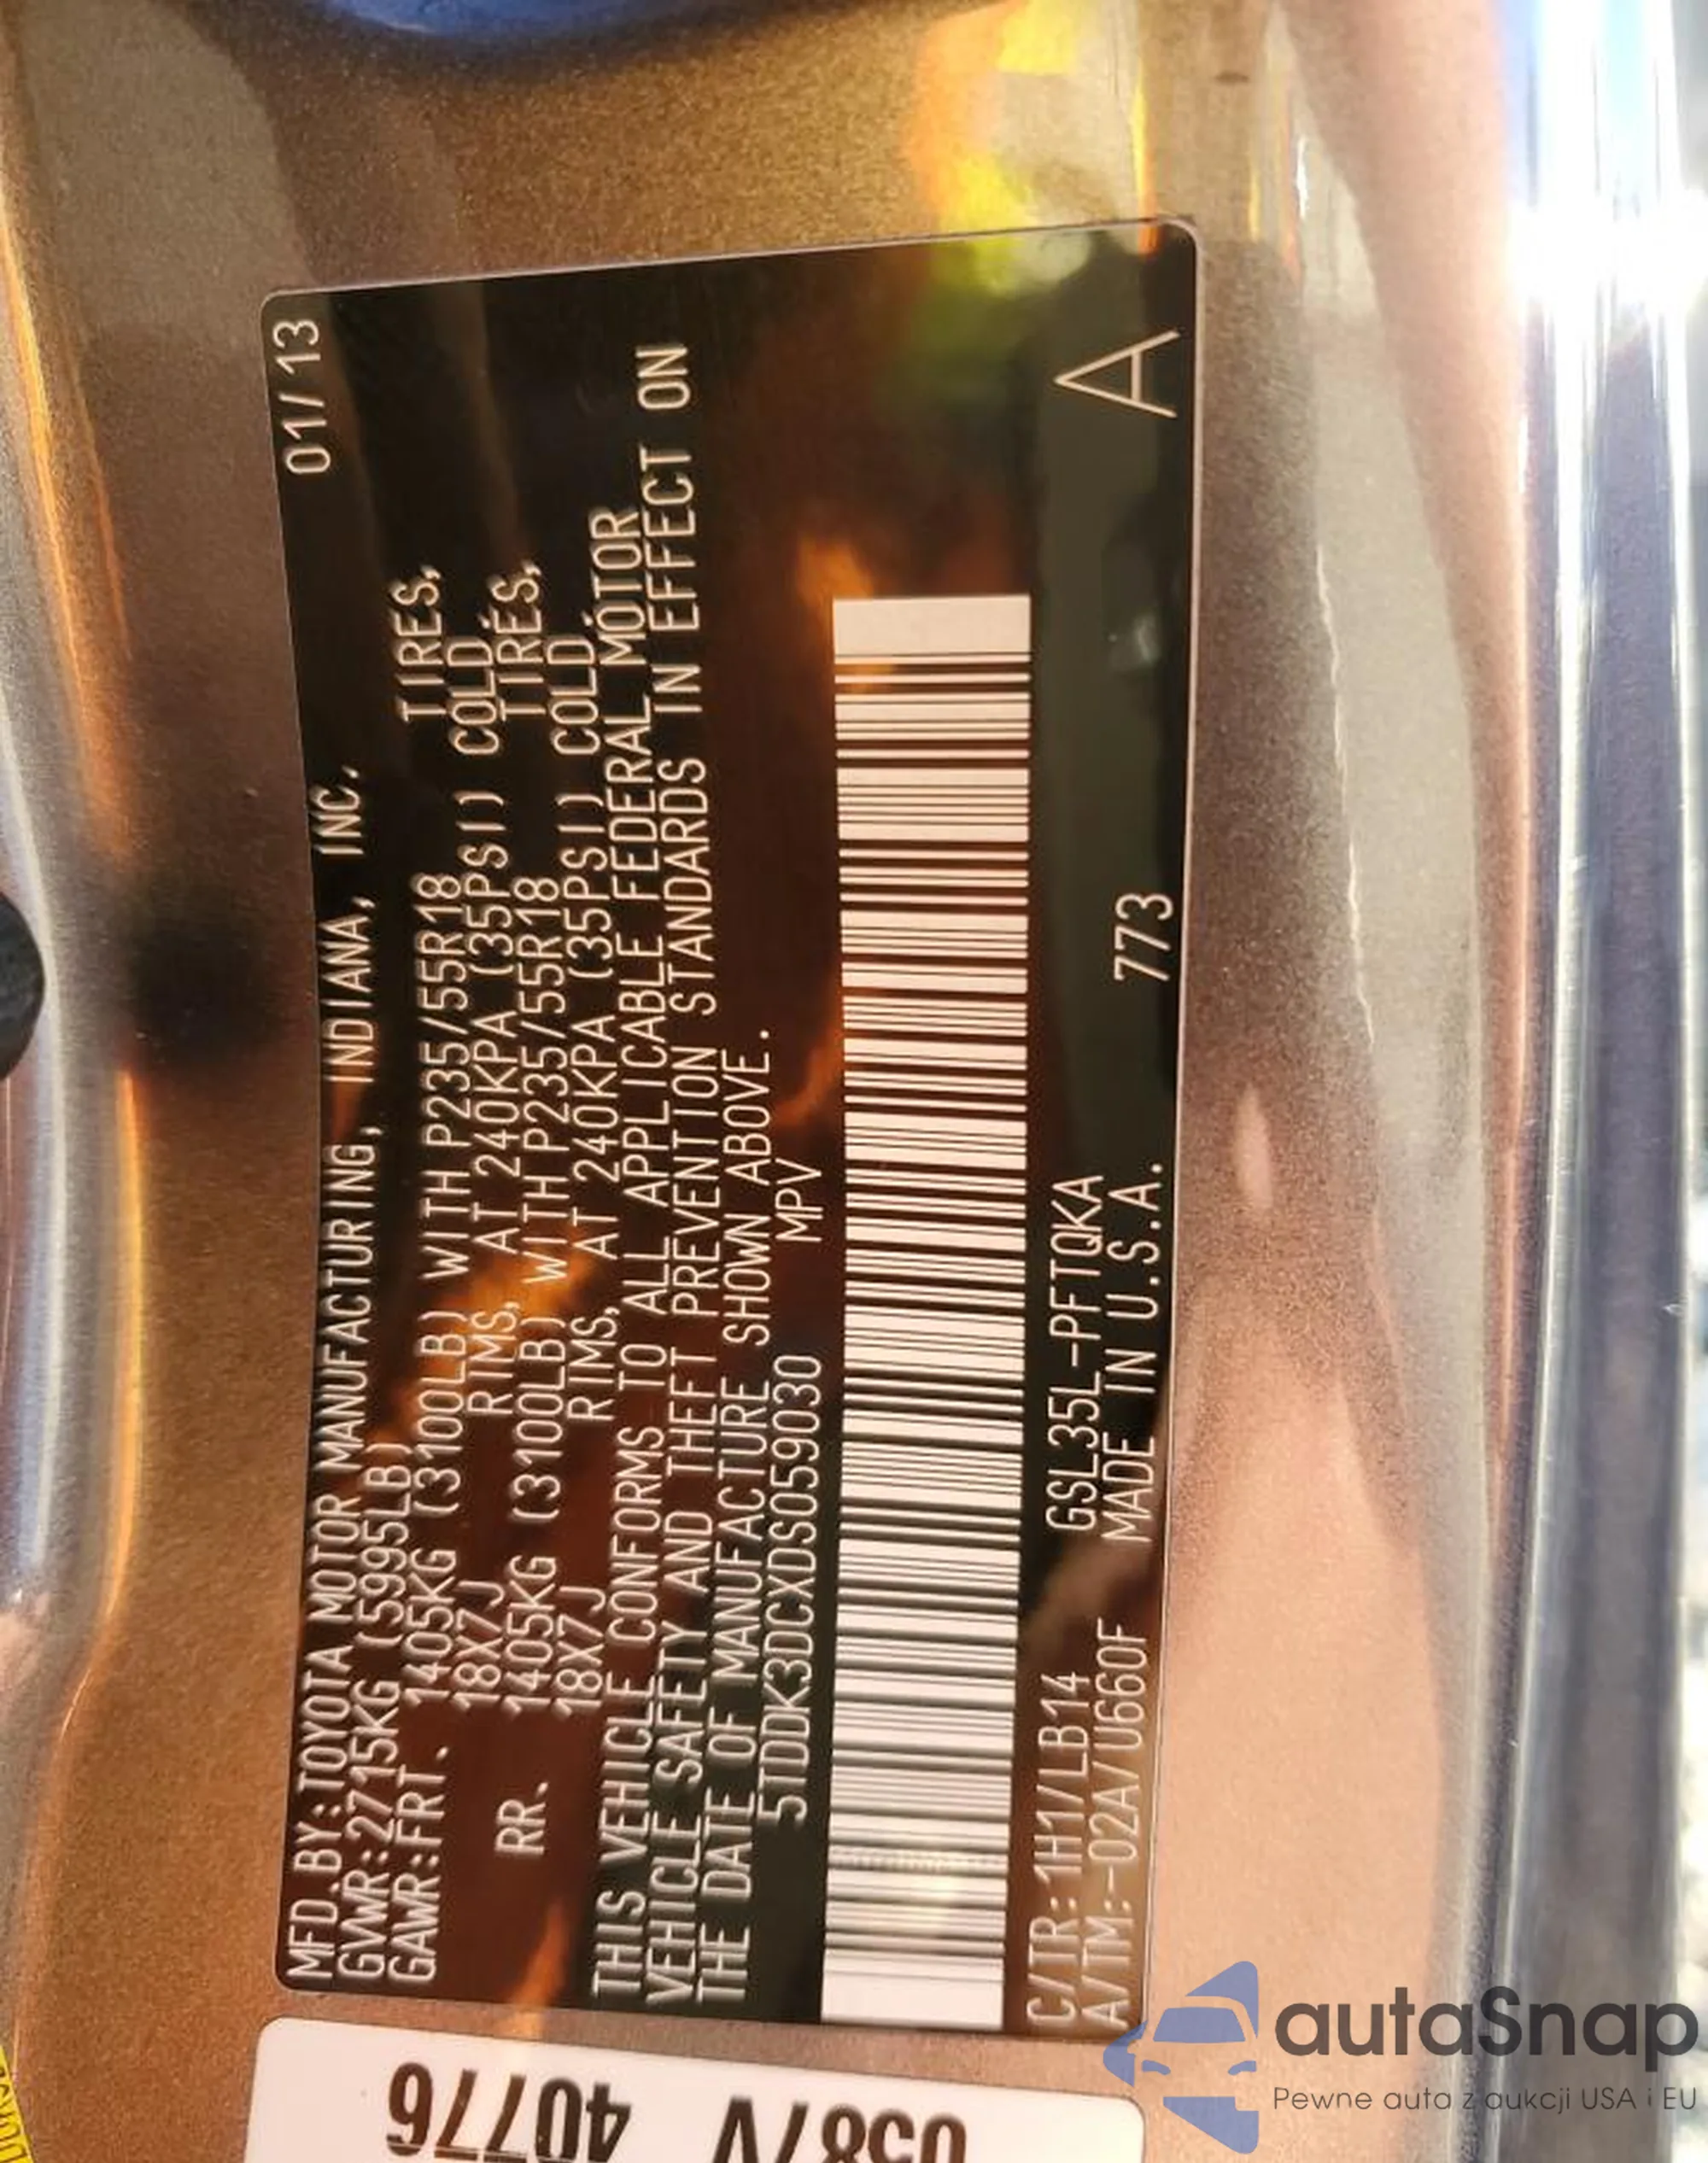 01/13
MFD.BY:TOYOTA MOTOR MANUFACTURING, INDIANA, INC.
GVWR:2715KG (5995LB)
GAWR:FRT. 1405KG (3100LB) WITH P235/55R18 TIRES,
18X7J RIMS, AT 240KPA (35PSI) COLD
RR. 1405KG (3100LB) WITH P235/55R18 TIRES,
18X7J RIMS, AT 240KPA (35PSI) COLD.
THIS VEHICLE CONFORMS TO ALL APPLICABLE FEDERAL MOTOR
VEHICLE SAFETY AND THEFT PREVENTION STANDARDS IN EFFECT ON
THE DATE OF MANUFACTURE SHOWN ABOVE.
5TDDK3DCXDS059030 MPV
C/TR:1H1/LB14 GSL35L-PFTQKA
A/TM:-02A/U660F MADE IN U.S.A. 773 A
40776
autaSnap
Pewne auta z aukcji USA i EU